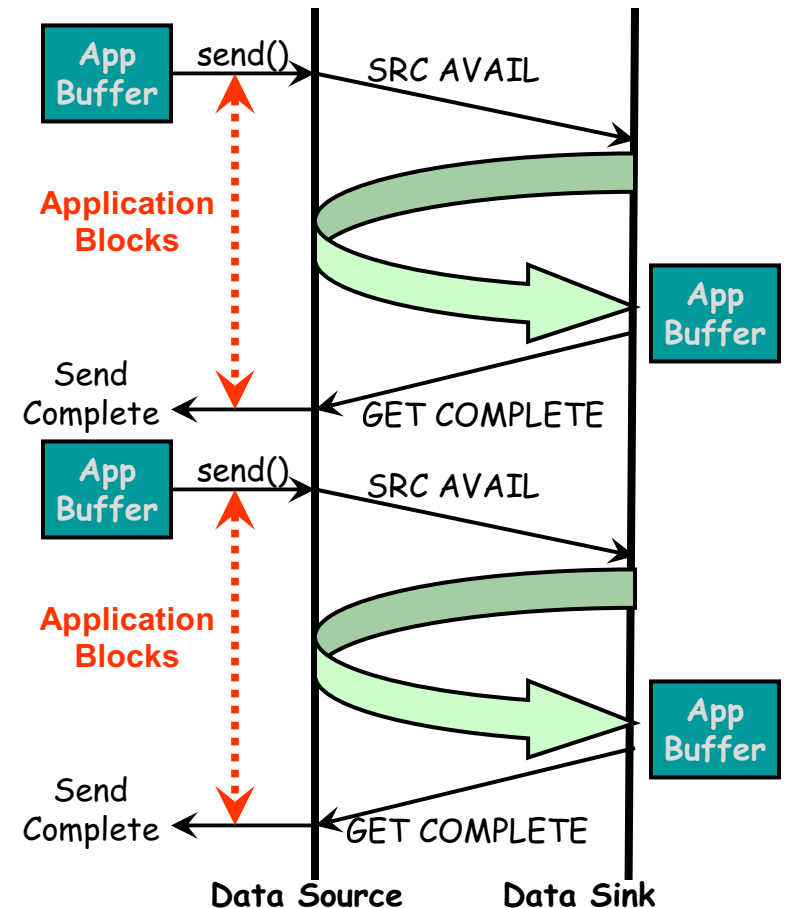 App
Buffer
send()
SRC AVAIL
Application
Blocks
App
Buffer
Send
Complete
GET COMPLETE
App
Buffer
send()
SRC AVAIL
Application
Blocks
App
Buffer
Send
Complete
GET COMPLETE
Data Source
Data Sink